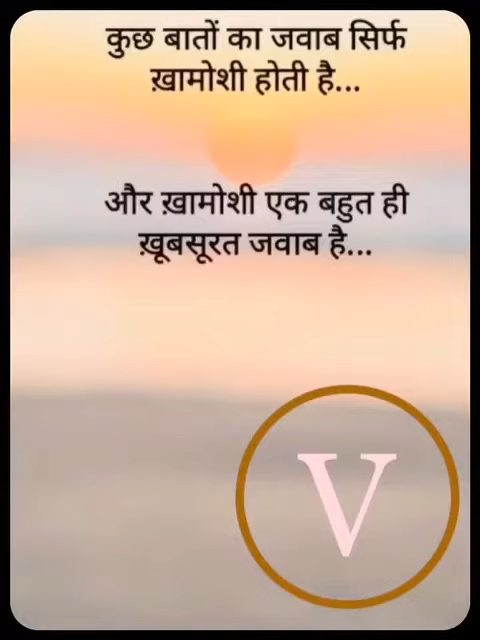 कुछ बातों का जवाब सिर्फ
ख़ामोशी होती है...
और ख़ामोशी एक बहुत ही
ख़ूबसूरत जवाब है...
V